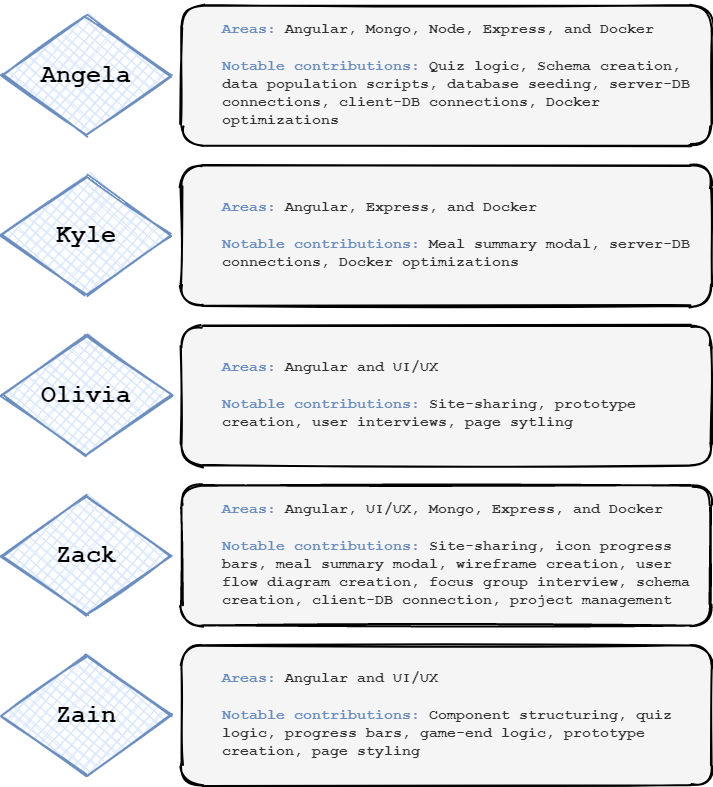 Angela
Areas: Angular, Mongo, Node, Express, and Docker
Notable contributions: Quiz logic, Schema creation,
data population scripts, database seeding, server-DB
connections, client-DB connections, Docker
optimizations
Kyle
Areas: Angular, Express, and Docker
Notable contributions: Meal summary modal, server-DB
connections, Docker optimizations
Olivia
Areas: Angular and UI/UX
Notable contributions: Site-sharing, prototype
creation, user interviews, page sytling
Zack
Areas: Angular, UI/UX, Mongo, Express, and Docker
Notable contributions: Site-sharing, icon progress
bars, meal summary modal, wireframe creation, user
flow diagram creation, focus group interview, schema
creation, client-DB connection, project management
Zain
Areas: Angular and UI/UX
Notable contributions: Component structuring, quiz
logic, progress bars, game-end logic, prototype
creation, page styling